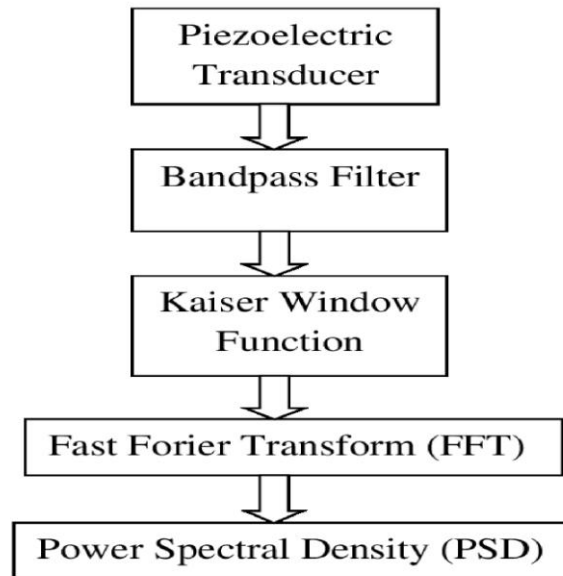 Piezoelectric
Transducer
Bandpass Filter
Kaiser Window
Function
Fast Forier Transform (FFT)
Power Spectral Density (PSD)